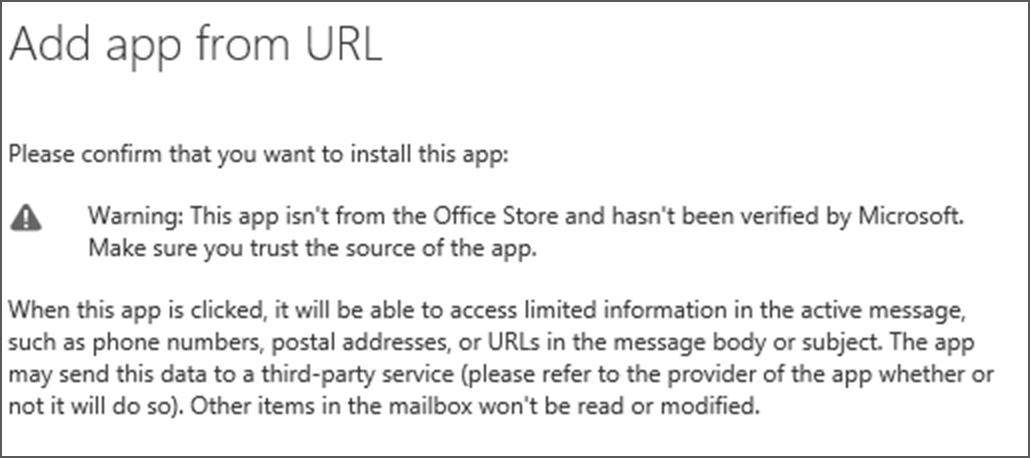 Add app from URL
Please confirm that you want to install this app:
Warning: This app isn't from the Office Store and hasn't been verified by Microsoft.
Make sure you trust the source of the app.
When this app is clicked, it will be able to access limited information in the active message,
such as phone numbers, postal addresses, or URLs in the message body or subject. The app
may send this data to a third-party service (please refer to the provider of the app whether or
not it will do so). Other items in the mailbox won't be read or modified.